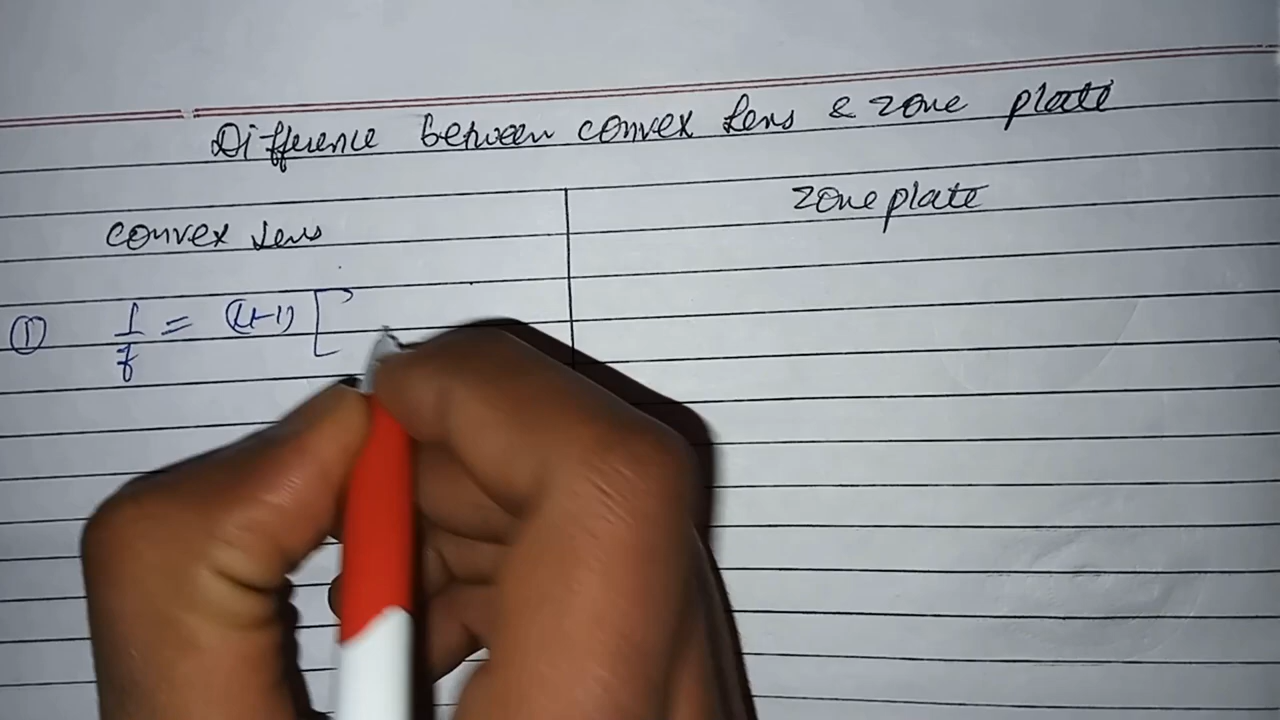 Difference between convex lens & zone plate
convex lens
zone plate
① 1/f = (μ-1) [